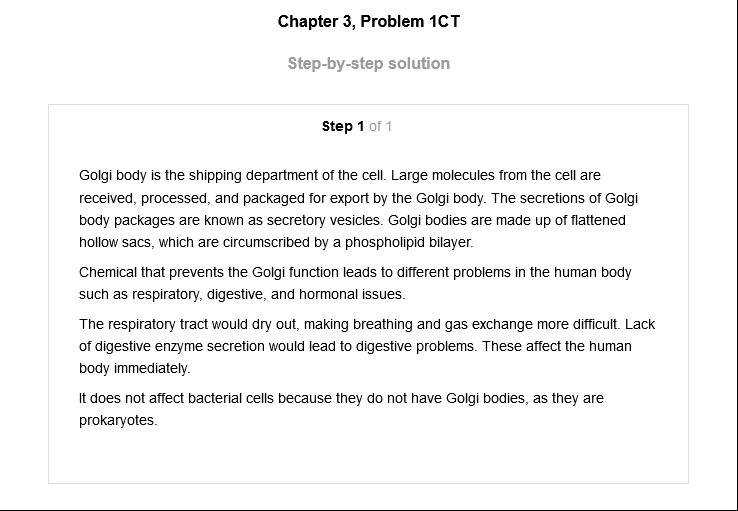 Chapter 3, Problem 1CT
Step-by-step solution
Step 1 of 1
Golgi body is the shipping department of the cell. Large molecules from the cell are
received, processed, and packaged for export by the Golgi body. The secretions of Golgi
body packages are known as secretory vesicles. Golgi bodies are made up of flattened
hollow sacs, which are circumscribed by a phospholipid bilayer.
Chemical that prevents the Golgi function leads to different problems in the human body
such as respiratory, digestive, and hormonal issues.
The respiratory tract would dry out, making breathing and gas exchange more difficult. Lack
of digestive enzyme secretion would lead to digestive problems. These affect the human
body immediately.
It does not affect bacterial cells because they do not have Golgi bodies, as they are
prokaryotes.